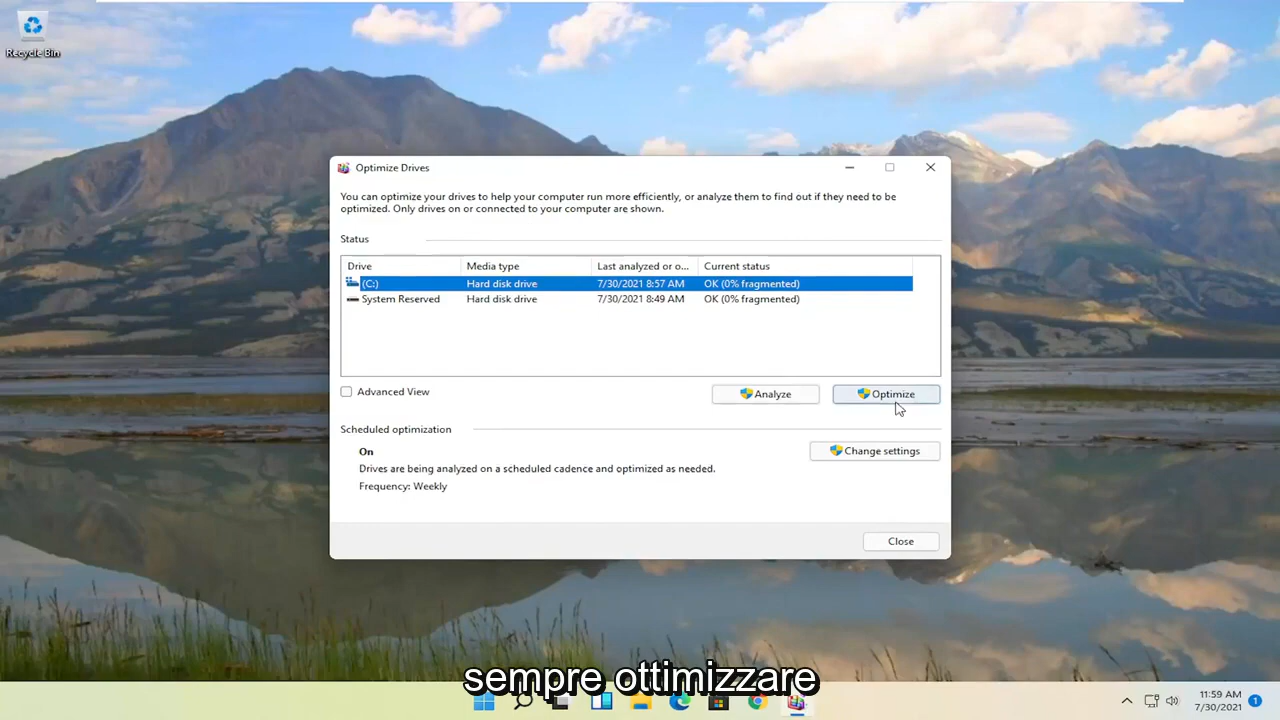 Recycle Bin
Optimize Drives
You can optimize your drives to help your computer run more efficiently, or analyze them to find out if they need to be
optimized. Only drives on or connected to your computer are shown.
Status
Drive Media type Last analyzed or o... Current status
(C:) Hard disk drive 7/30/2021 8:57 AM OK (0% fragmented)
System Reserved Hard disk drive 7/30/2021 8:49 AM OK (0% fragmented)
Advanced View Analyze Optimize
Scheduled optimization
On Change settings
Drives are being analyzed on a scheduled cadence and optimized as needed.
Frequency: Weekly
Close
sempre ottimizzare
11:59 AM
7/30/2021 1